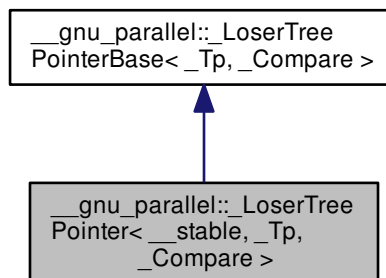 __gnu_parallel::_LoserTree
PointerBase< _Tp, _Compare >
__gnu_parallel::_LoserTree
Pointer< __stable, _Tp,
_Compare >